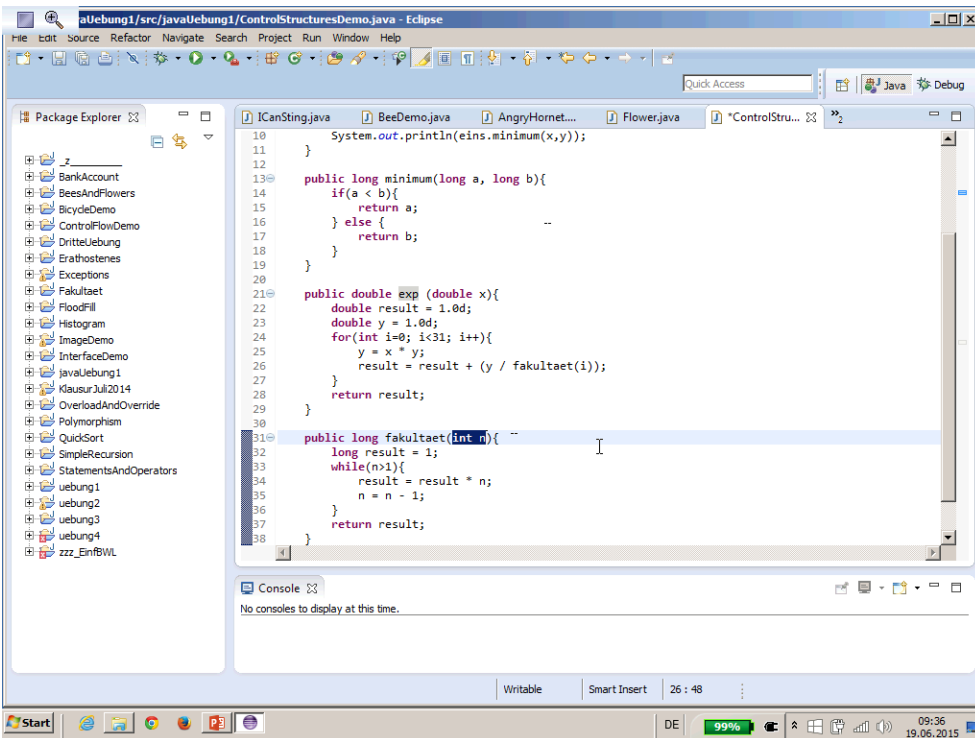 aUebung1/src/javaUebung1/ControlStructuresDemo.java - Eclipse
File Edit Source Refactor Navigate Search Project Run Window Help
Quick Access
Java
Debug
Package Explorer
_z_________
BankAccount
BeesAndFlowers
BicycleDemo
ControlFlowDemo
DritteUebung
Erathostenes
Exceptions
Fakultaet
FloodFill
Histogram
ImageDemo
InterfaceDemo
javaUebung1
KlausurJuli2014
OverloadAndOverride
Polymorphism
QuickSort
SimpleRecursion
StatementsAndOperators
uebung1
uebung2
uebung3
uebung4
zzz_EinfBWL
ICanSting.java BeeDemo.java AngryHornet.... Flower.java *ControlStru... »2
10 System.out.println(eins.minimum(x,y));
11 }
12
13 public long minimum(long a, long b){
14 if(a < b){
15 return a;
16 } else {
17 return b;
18 }
19 }
20
21 public double exp (double x){
22 double result = 1.0d;
23 double y = 1.0d;
24 for(int i=0; i<31; i++){
25 y = x * y;
26 result = result + (y / fakultaet(i));
27 }
28 return result;
29 }
30
31 public long fakultaet(int n){
32 long result = 1;
33 while(n>1){
34 result = result * n;
35 n = n - 1;
36 }
37 return result;
38 }
Console
No consoles to display at this time.
Writable Smart Insert 26 : 48
Start
DE
99%
09:36
19.06.2015